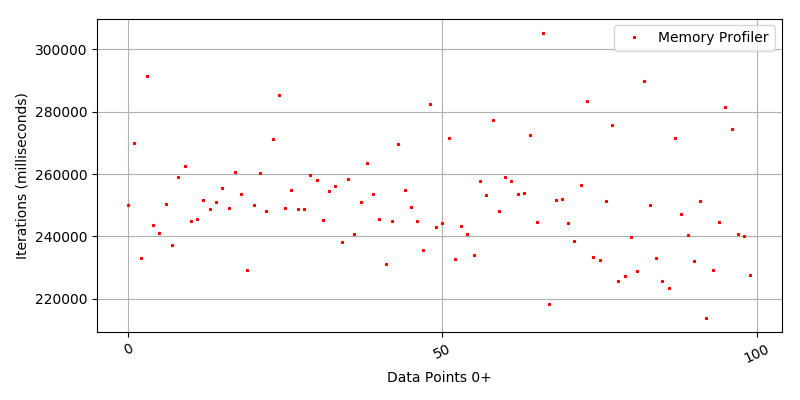 Memory Profiler
Iterations (milliseconds)
300000
280000
260000
240000
220000
0
50
100
Data Points 0+